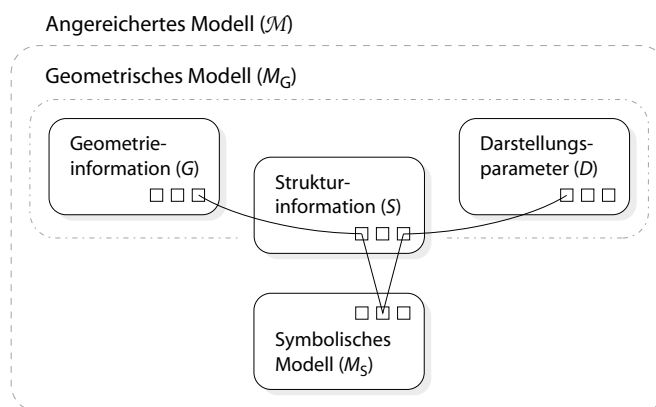 Angereichertes Modell (ℳ)
Geometrisches Modell (M_G)
Geometrie-
information (G)
Darstellungs-
parameter (D)
Struktur-
information (S)
Symbolisches
Modell (M_S)